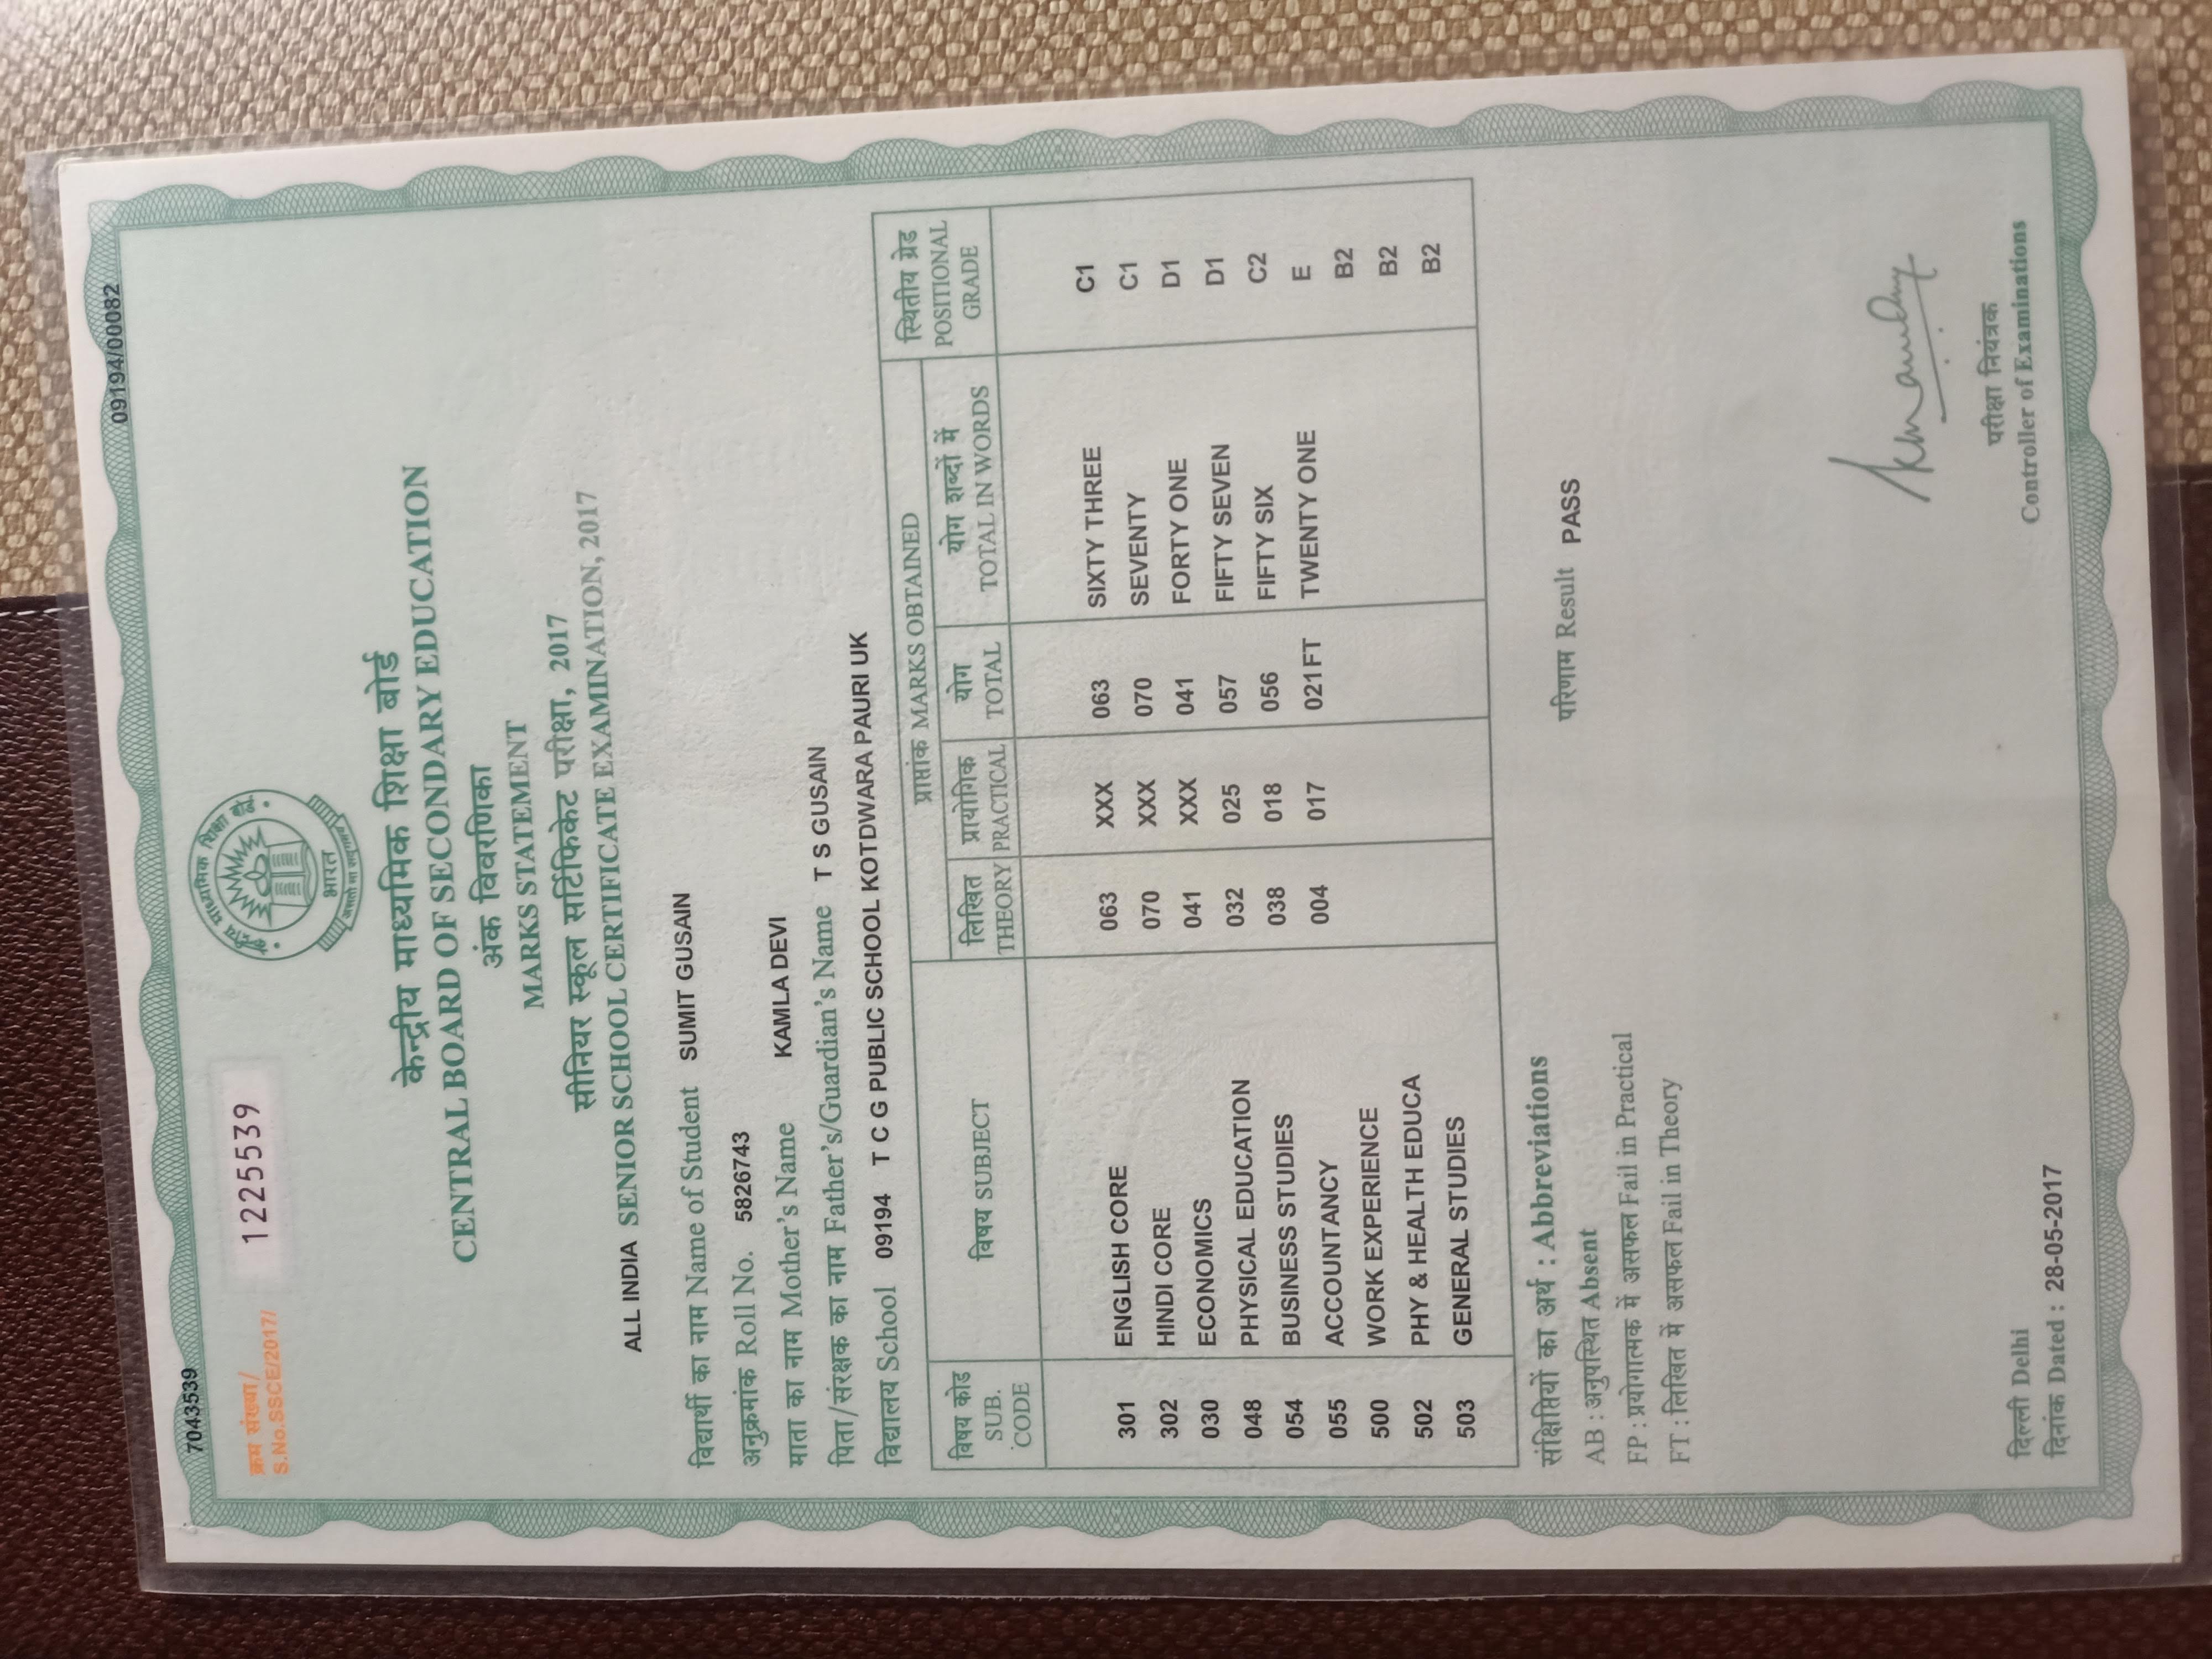 7043539
09194/00082
क्रम संख्या/
S.No.SSCE/2017/ 1225539
केन्द्रीय माध्यमिक शिक्षा बोर्ड
भारत
असतो मा सद्गमय
केन्द्रीय माध्यमिक शिक्षा बोर्ड
CENTRAL BOARD OF SECONDARY EDUCATION
अंक विवरणिका
MARKS STATEMENT
सीनियर स्कूल सर्टिफिकेट परीक्षा, 2017
ALL INDIA SENIOR SCHOOL CERTIFICATE EXAMINATION, 2017
विद्यार्थी का नाम Name of Student SUMIT GUSAIN
अनुक्रमांक Roll No. 5826743
माता का नाम Mother's Name KAMLA DEVI
पिता/संरक्षक का नाम Father's/Guardian's Name T S GUSAIN
विद्यालय School 09194 T C G PUBLIC SCHOOL KOTDWARA PAURI UK
विषय कोड SUB. CODE
विषय SUBJECT
प्राप्तांक MARKS OBTAINED
लिखित THEORY
प्रायोगिक PRACTICAL
योग TOTAL
योग शब्दों में TOTAL IN WORDS
स्थितीय ग्रेड POSITIONAL GRADE
301 ENGLISH CORE 063 XXX 063 SIXTY THREE C1
302 HINDI CORE 070 XXX 070 SEVENTY C1
030 ECONOMICS 041 XXX 041 FORTY ONE D1
048 PHYSICAL EDUCATION 032 025 057 FIFTY SEVEN D1
054 BUSINESS STUDIES 038 018 056 FIFTY SIX C2
055 ACCOUNTANCY 004 017 021 FT TWENTY ONE E
500 WORK EXPERIENCE B2
502 PHY & HEALTH EDUCA B2
503 GENERAL STUDIES B2
संक्षिप्तियों का अर्थ : Abbreviations
AB : अनुपस्थित Absent
परिणाम Result PASS
FP : प्रयोगात्मक में असफल Fail in Practical
FT : लिखित में असफल Fail in Theory
दिल्ली Delhi
दिनांक Dated : 28-05-2017
परीक्षा नियंत्रक
Controller of Examinations